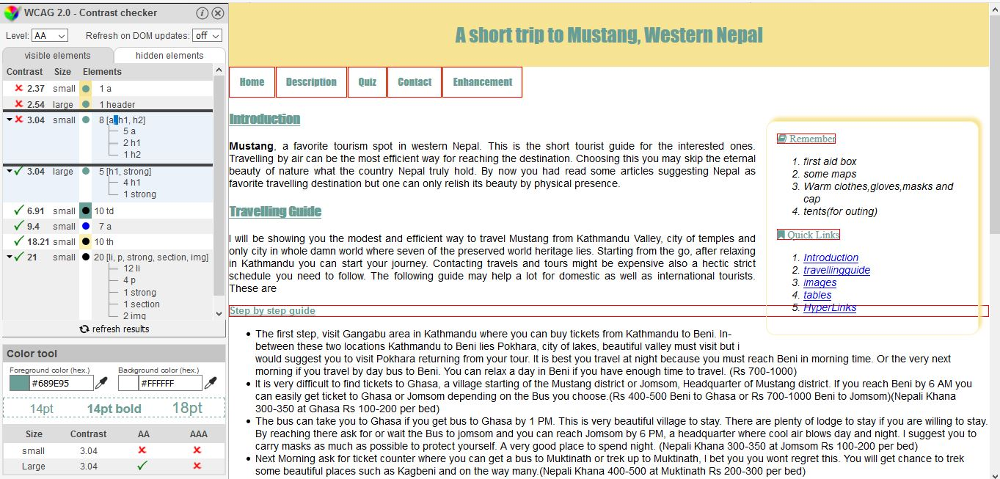 WCAG 2.0 - Contrast checker
Level: AA Refresh on DOM updates: off
visible elements hidden elements
Contrast Size Elements
2.37 small 1 a
2.54 large 1 header
3.04 small 8 [a, h1, h2]
5 a
2 h1
1 h2
3.04 large 5 [h1, strong]
4 h1
1 strong
6.91 small 10 td
9.4 small 7 a
18.21 small 10 th
21 small 20 [li, p, strong, section, img]
12 li
4 p
1 strong
1 section
2 img
refresh results
Color tool
Foreground color (hex.) Background color (hex.)
#689E95 #FFFFFF
14pt 14pt bold 18pt
Size Contrast AA AAA
small 3.04
Large 3.04
A short trip to Mustang, Western Nepal
Home Description Quiz Contact Enhancement
Introduction
Mustang, a favorite tourism spot in western Nepal. This is the short tourist guide for the interested ones.
Travelling by air can be the most efficient way for reaching the destination. Choosing this you may skip the eternal
beauty of nature what the country Nepal truly hold. By now you had read some articles suggesting Nepal as
favorite travelling destination but one can only relish its beauty by physical presence.
Travelling Guide
I will be showing you the modest and efficient way to travel Mustang from Kathmandu Valley, city of temples and
only city in whole damn world where seven of the preserved world heritage lies. Starting from the go, after relaxing
in Kathmandu you can start your journey. Contacting travels and tours might be expensive also a hectic strict
schedule you need to follow. The following guide may help a lot for domestic as well as international tourists.
These are
Remember
1. first aid box
2. some maps
3. Warm clothes,gloves,masks and
cap
4. tents(for outing)
Quick Links
1. Introduction
2. travellingguide
3. images
4. tables
5. HyperLinks
Step by step guide
The first step, visit Gangabu area in Kathmandu where you can buy tickets from Kathmandu to Beni. In-
between these two locations Kathmandu to Beni lies Pokhara, city of lakes, beautiful valley must visit but i
would suggest you to visit Pokhara returning from your tour. It is best you travel at night because you must reach Beni in morning time. Or the very next
morning if you travel by day bus to Beni. You can relax a day in Beni if you have enough time to travel. (Rs 700-1000)
It is very difficult to find tickets to Ghasa, a village starting of the Mustang district or Jomsom, Headquarter of Mustang district. If you reach Beni by 6 AM you
can easily get ticket to Ghasa or Jomsom depending on the Bus you choose.(Rs 400-500 Beni to Ghasa or Rs 700-1000 Beni to Jomsom)(Nepali Khana
300-350 at Ghasa Rs 100-200 per bed)
The bus can take you to Ghasa if you get bus to Ghasa by 1 PM. This is very beautiful village to stay. There are plenty of lodge to stay if you are willing to stay.
By reaching there ask for or wait the Bus to jomsom and you can reach Jomsom by 6 PM, a headquarter where cool air blows day and night. I suggest you to
carry masks as much as possible to protect yourself. A very good place to spend night. (Nepali Khana 300-350 at Jomsom Rs 100-200 per bed)
Next Morning ask for ticket counter where you can get a bus to Muktinath or trek up to Muktinath, I bet you you wont regret this. You will get chance to trek
some beautiful places such as Kagbeni and on the way many.(Nepali Khana 400-500 at Muktinath Rs 200-300 per bed)